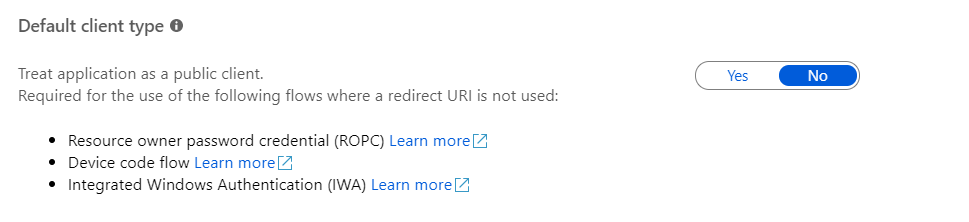 Default client type
Treat application as a public client.
Yes No
Required for the use of the following flows where a redirect URI is not used:
Resource owner password credential (ROPC) Learn more
Device code flow Learn more
Integrated Windows Authentication (IWA) Learn more